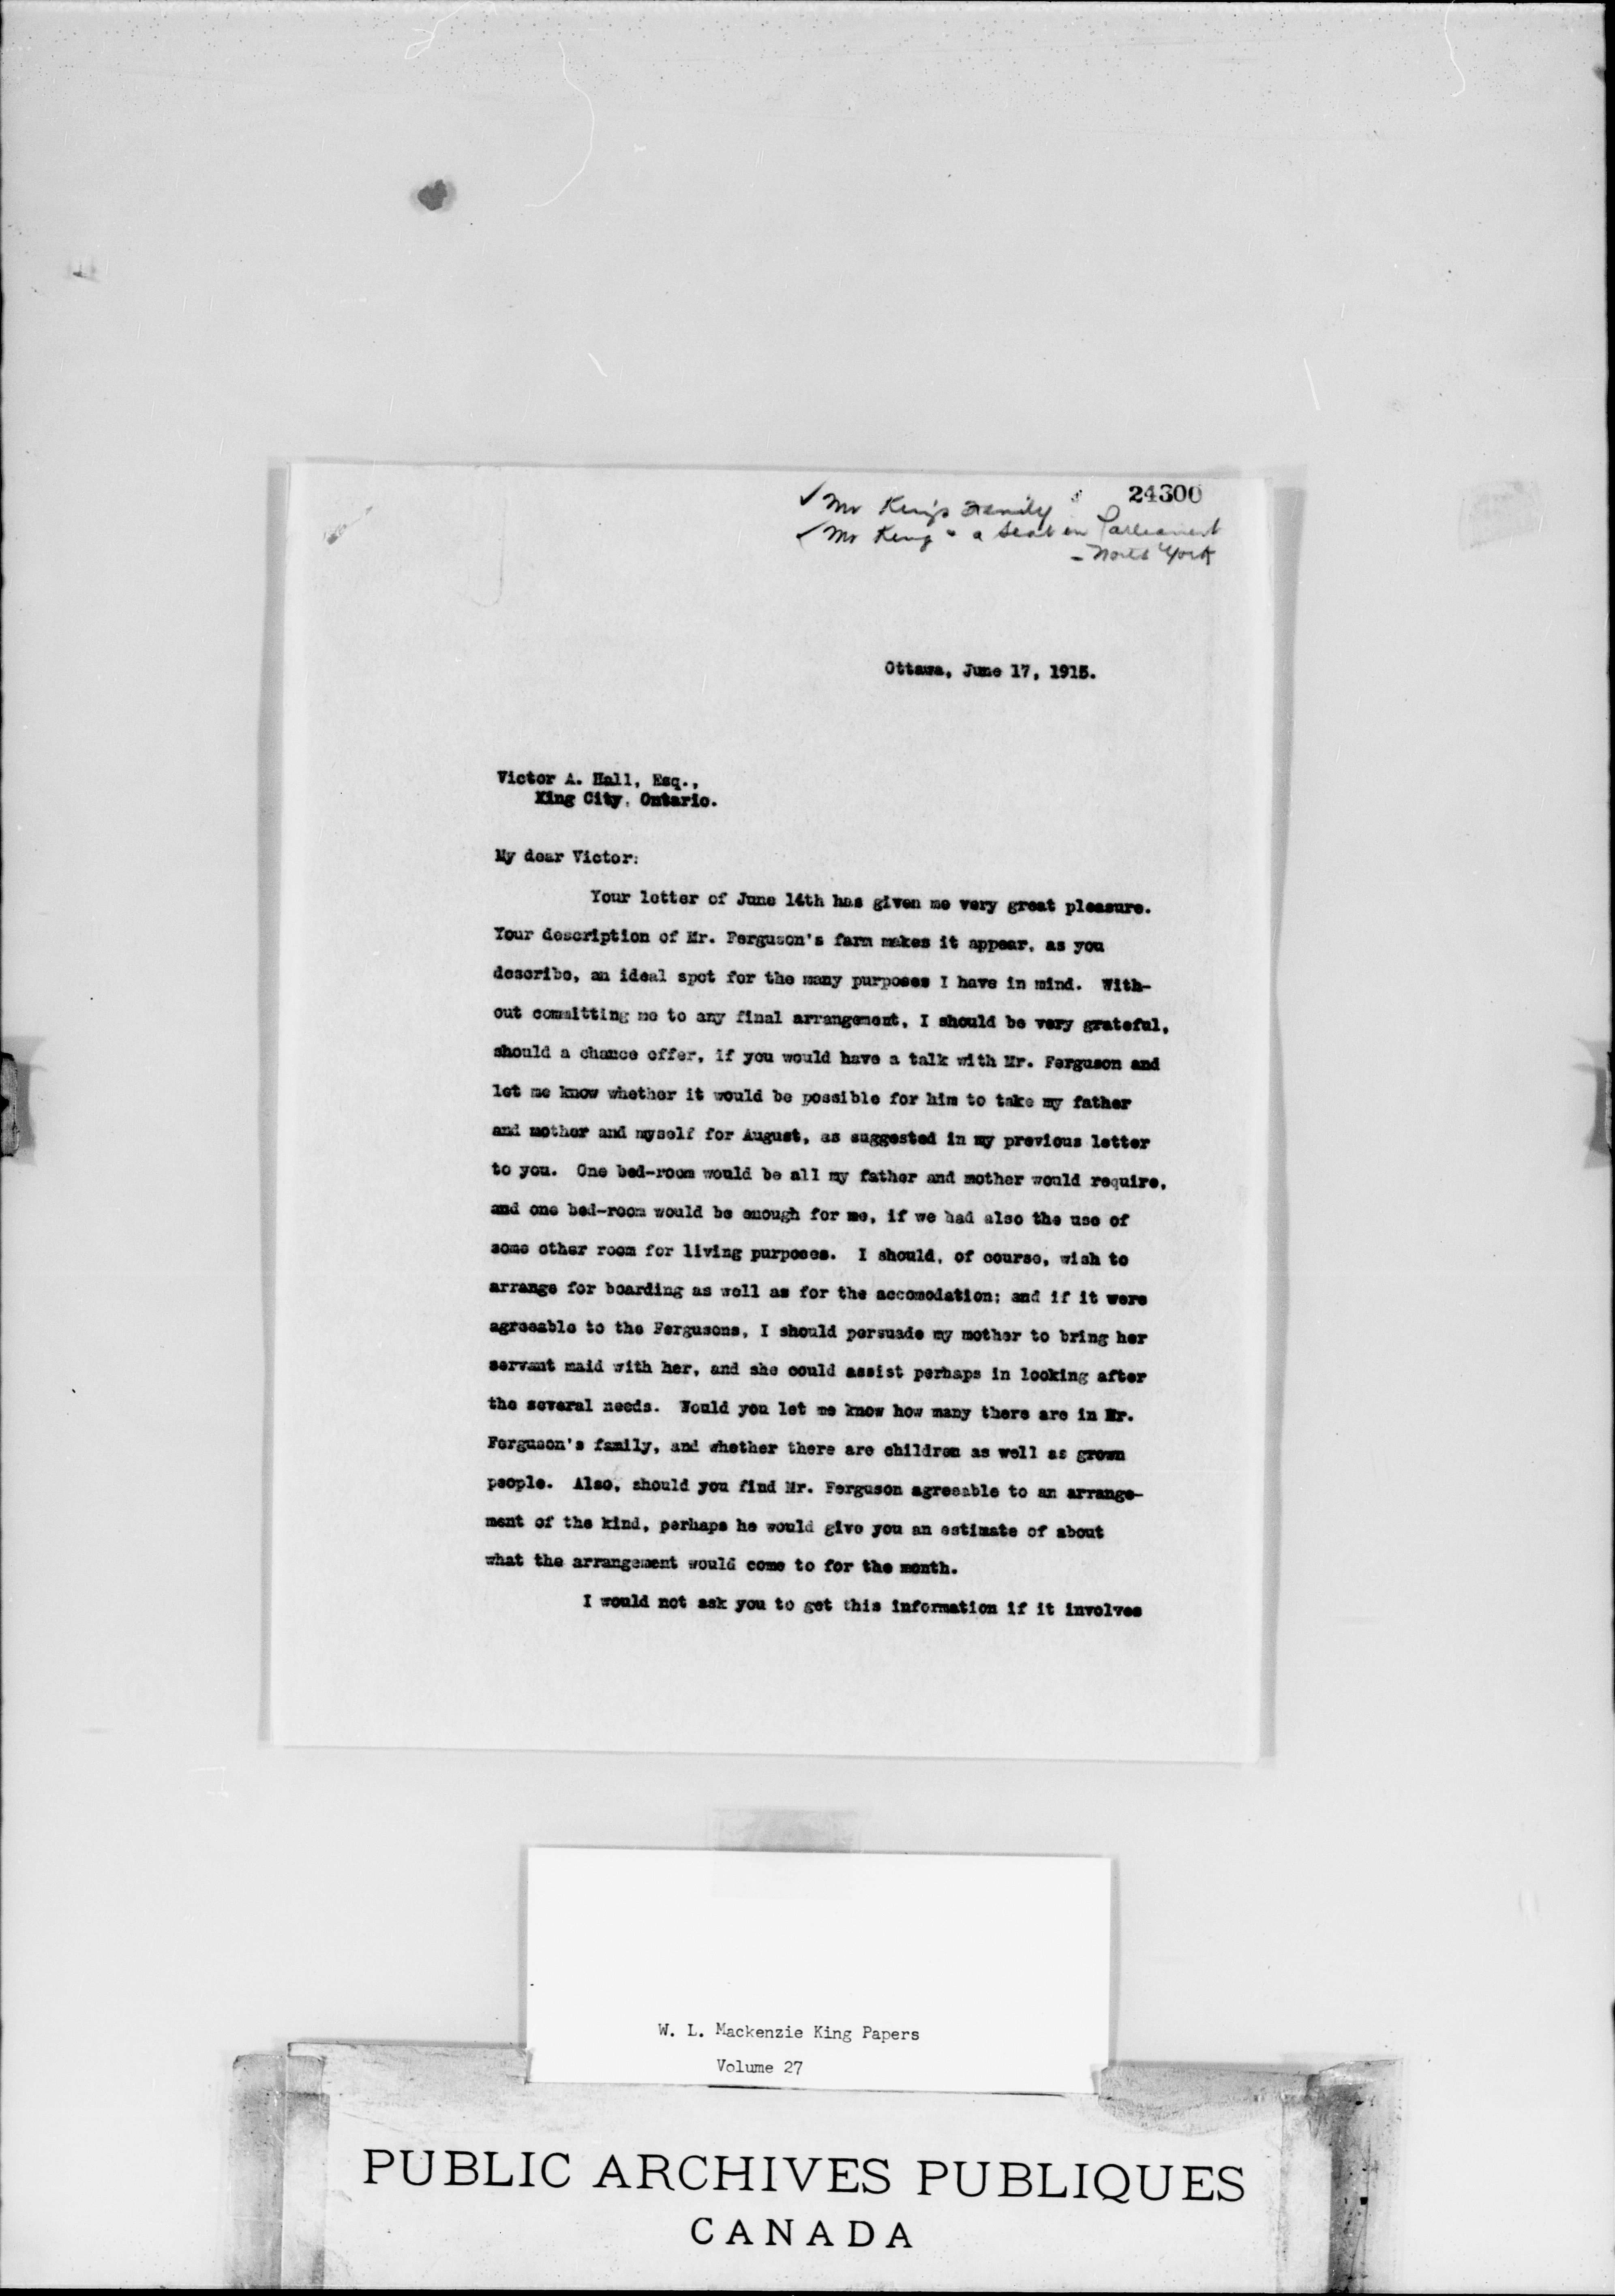 24300
✓ Mr King's Family
✓ Mr King & a Seat in Parliament
- North York
Ottawa, June 17, 1915.
Victor A. Hall, Esq.,
King City, Ontario.
My dear Victor:
Your letter of June 14th has given me very great pleasure.
Your description of Mr. Ferguson's farm makes it appear, as you
describe, an ideal spot for the many purposes I have in mind. With-
out committing me to any final arrangement, I should be very grateful,
should a chance offer, if you would have a talk with Mr. Ferguson and
let me know whether it would be possible for him to take my father
and mother and myself for August, as suggested in my previous letter
to you. One bed-room would be all my father and mother would require,
and one bed-room would be enough for me, if we had also the use of
some other room for living purposes. I should, of course, wish to
arrange for boarding as well as for the accomodation; and if it were
agreeable to the Fergusons, I should persuade my mother to bring her
servant maid with her, and she could assist perhaps in looking after
the several needs. Would you let me know how many there are in Mr.
Ferguson's family, and whether there are children as well as grown
people. Also, should you find Mr. Ferguson agreeable to an arrange-
ment of the kind, perhaps he would give you an estimate of about
what the arrangement would come to for the month.
I would not ask you to get this information if it involves
W. L. Mackenzie King Papers
Volume 27
PUBLIC ARCHIVES PUBLIQUES
CANADA